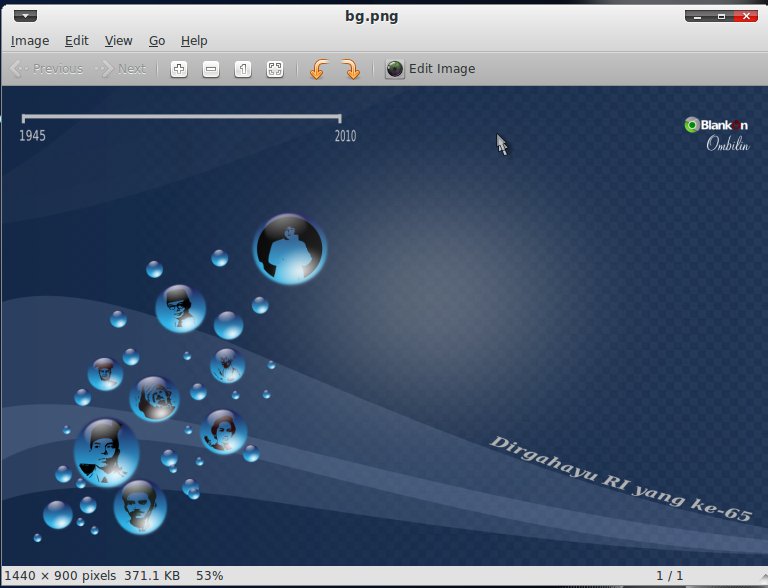 bg.png
Image Edit View Go Help
Previous Next 1 Edit Image
1945 2010
BlankOn
Ombilin
Dirgahayu RI yang ke-65
1440 × 900 pixels 371.1 KB 53% 1 / 1